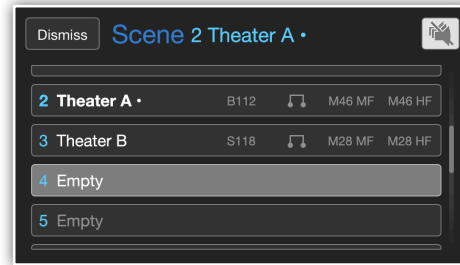 Dismiss Scene 2 Theater A •
2 Theater A • B112 M46 MF M46 HF
3 Theater B S118 M28 MF M28 HF
4 Empty
5 Empty